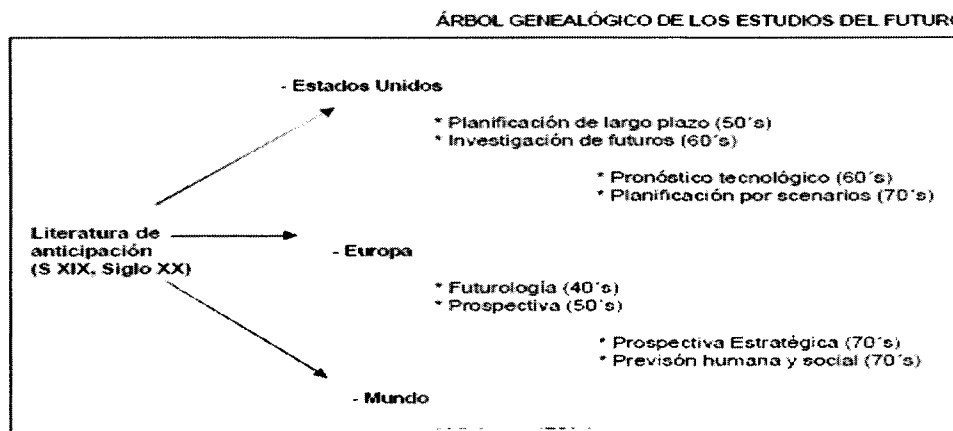 ÁRBOL GENEALÓGICO DE LOS ESTUDIOS DEL FUTURO
- Estados Unidos
* Planificación de largo plazo (50´s)
* Investigación de futuros (60´s)
* Pronóstico tecnológico (60´s)
* Planificación por scenarios (70´s)
Literatura de
anticipación
(S XIX, Siglo XX)
- Europa
* Futurología (40´s)
* Prospectiva (50´s)
* Prospectiva Estratégica (70´s)
* Previsón humana y social (70´s)
- Mundo